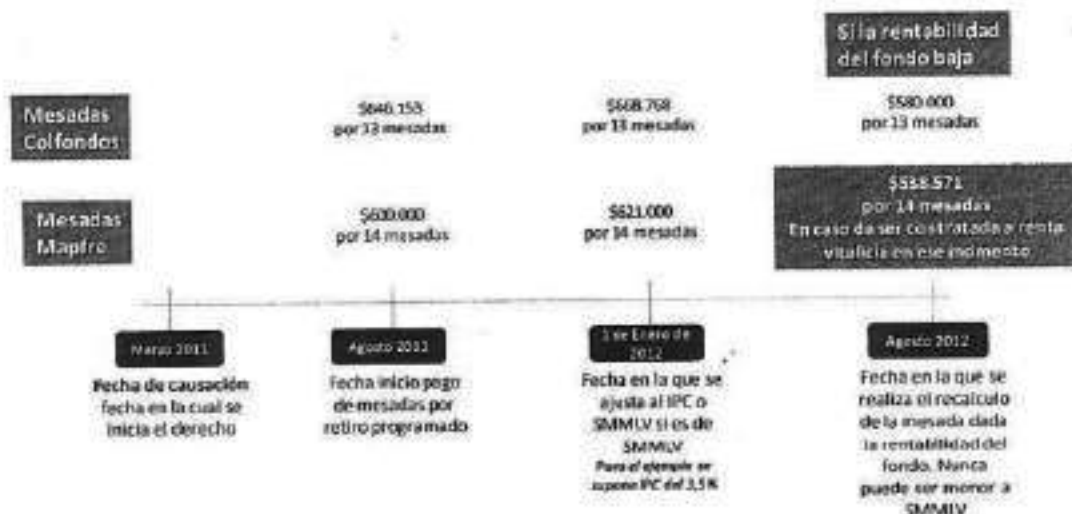 Si la rentabilidad
del fondo baja
Mesadas
Colfondos
$646.153
por 13 mesadas
$668.768
por 13 mesadas
$580.000
por 13 mesadas
Mesadas
Mapfre
$600.000
por 14 mesadas
$621.000
por 14 mesadas
$538.571
por 14 mesadas
En caso de ser contratada a renta
vitalicia en ese momento
Marzo 2011
Fecha de causación
fecha en la cual se
inicia el derecho
Agosto 2011
Fecha inicio pago
de mesadas por
retiro programado
1 de Enero de
2012
Fecha en la que se
ajusta al IPC o
SMMLV si es de
SMMLV
Para el ejemplo se
supone IPC del 3,5%
Agosto 2012
Fecha en la que se
realiza el recalculo
de la mesada dada
la rentabilidad del
fondo. Nunca
puede ser menor a
SMMLV